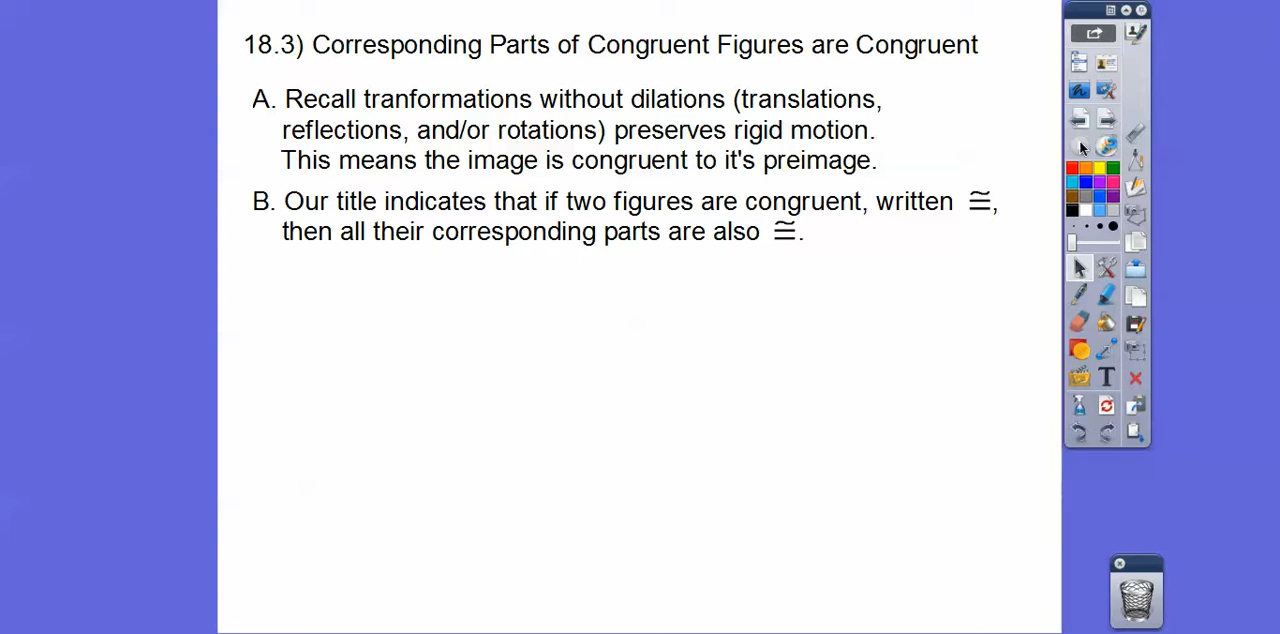 18.3) Corresponding Parts of Congruent Figures are Congruent
A. Recall tranformations without dilations (translations,
reflections, and/or rotations) preserves rigid motion.
This means the image is congruent to it's preimage.
B. Our title indicates that if two figures are congruent, written ≅,
then all their corresponding parts are also ≅.